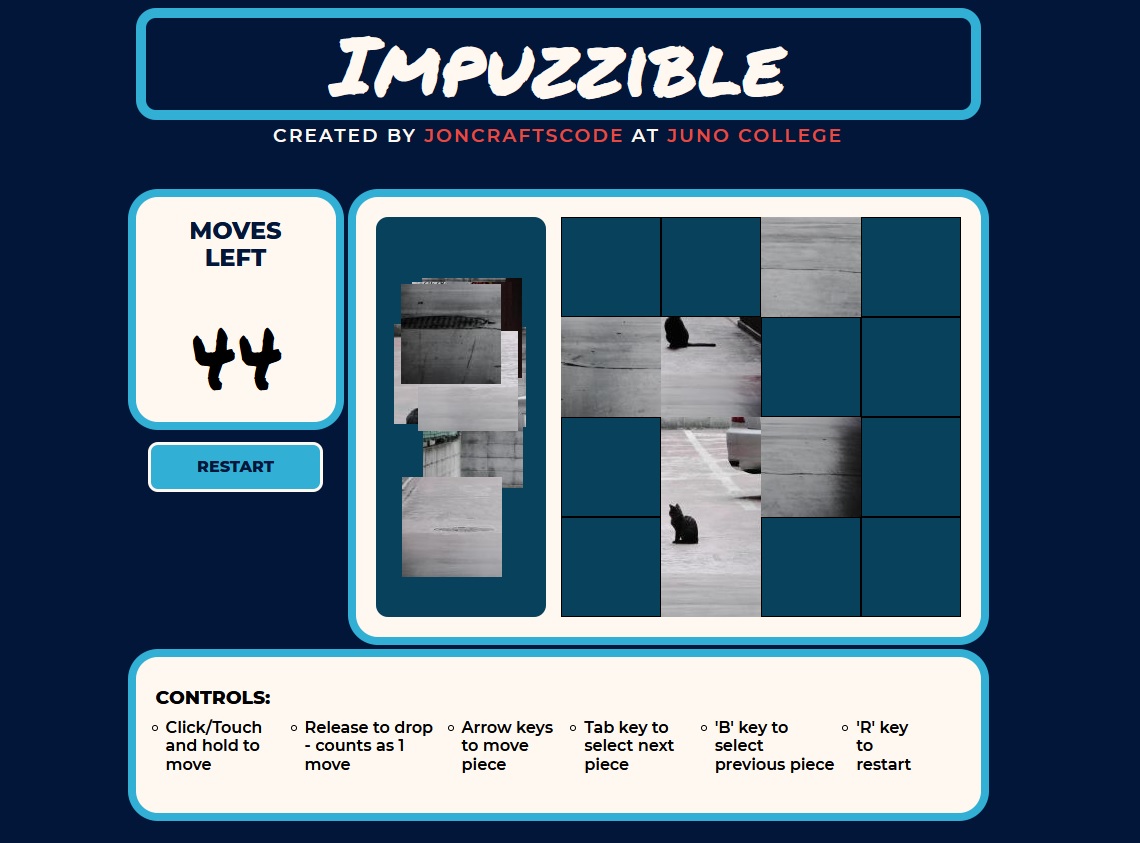 IMPUZZIBLE
CREATED BY JONCRAFTSCODE AT JUNO COLLEGE
MOVES
LEFT
44
RESTART
CONTROLS:
Click/Touch
and hold to
move
Release to drop
- counts as 1
move
Arrow keys
to move
piece
Tab key to
select next
piece
'B' key to
select
previous piece
'R' key
to
restart